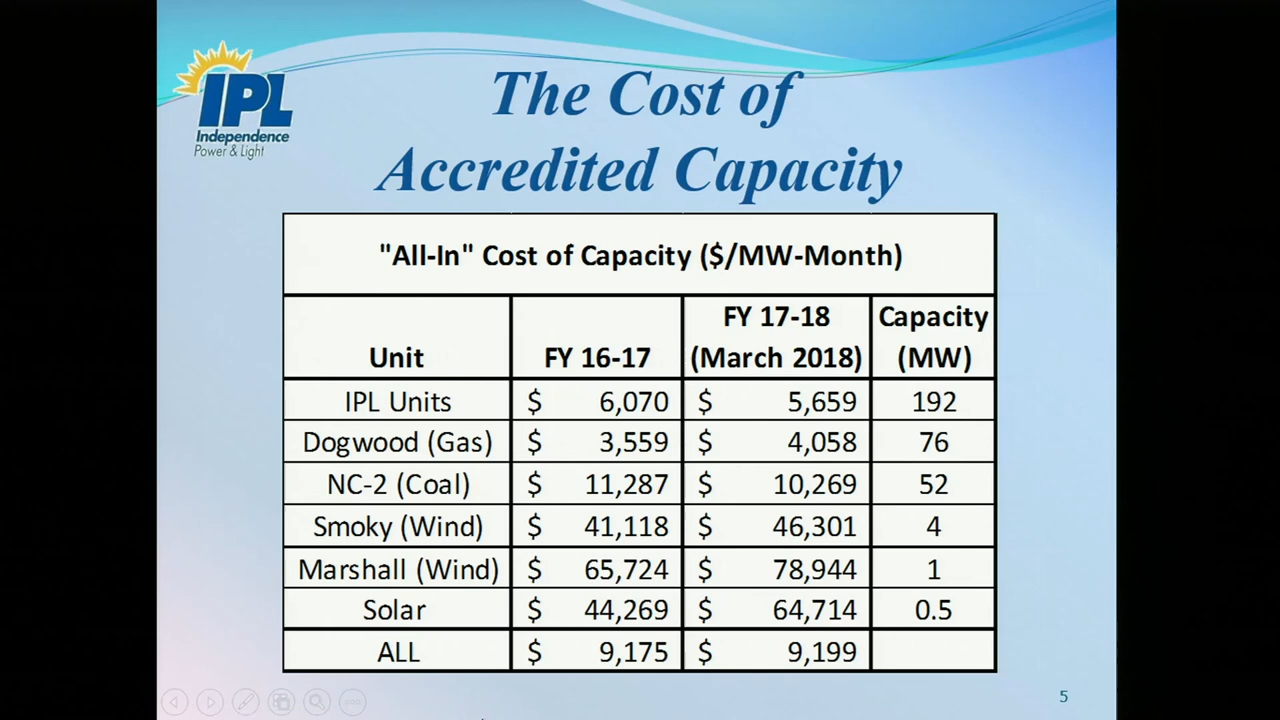 IPL
Independence
Power & Light
The Cost of
Accredited Capacity
"All-In" Cost of Capacity ($/MW-Month)
Unit FY 16-17 FY 17-18 (March 2018) Capacity (MW)
IPL Units $ 6,070 $ 5,659 192
Dogwood (Gas) $ 3,559 $ 4,058 76
NC-2 (Coal) $ 11,287 $ 10,269 52
Smoky (Wind) $ 41,118 $ 46,301 4
Marshall (Wind) $ 65,724 $ 78,944 1
Solar $ 44,269 $ 64,714 0.5
ALL $ 9,175 $ 9,199
5